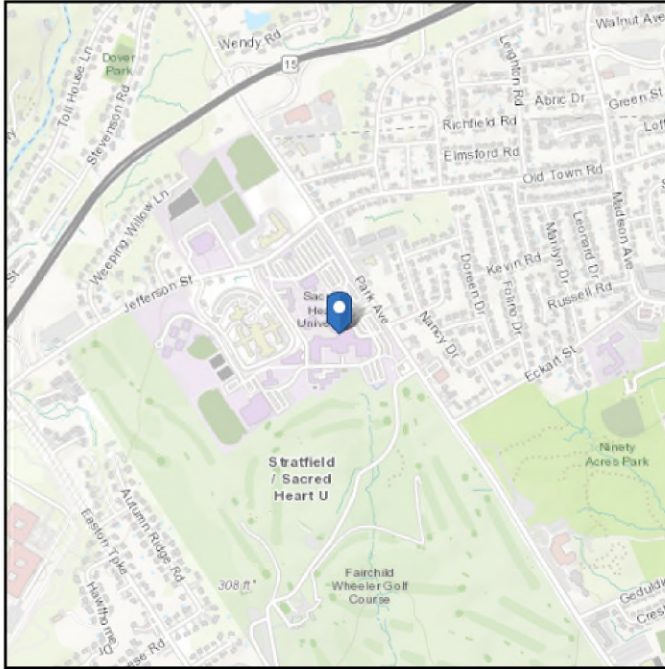 Walnut Ave
Wendy Rd
Toll House Ln
Dover
Park
15
Leighton Rd
Stevenson Rd
Abric Dr
Green St
Richfield Rd
Elmsford Rd
Old Town Rd
Weeping Willow Ln
Madison Ave
Leonard Dr
Marilyn Dr
Kevin Rd
Doreen Dr
Folino Dr
Russell Rd
Jefferson St
Park Ave
Nancy Dr
Eckart St
Ninety
Acres Park
Stratfield
/ Sacred
Heart U
Autumn Ridge Rd
Easton Tpke
308 ft
Fairchild
Wheeler Golf
Course